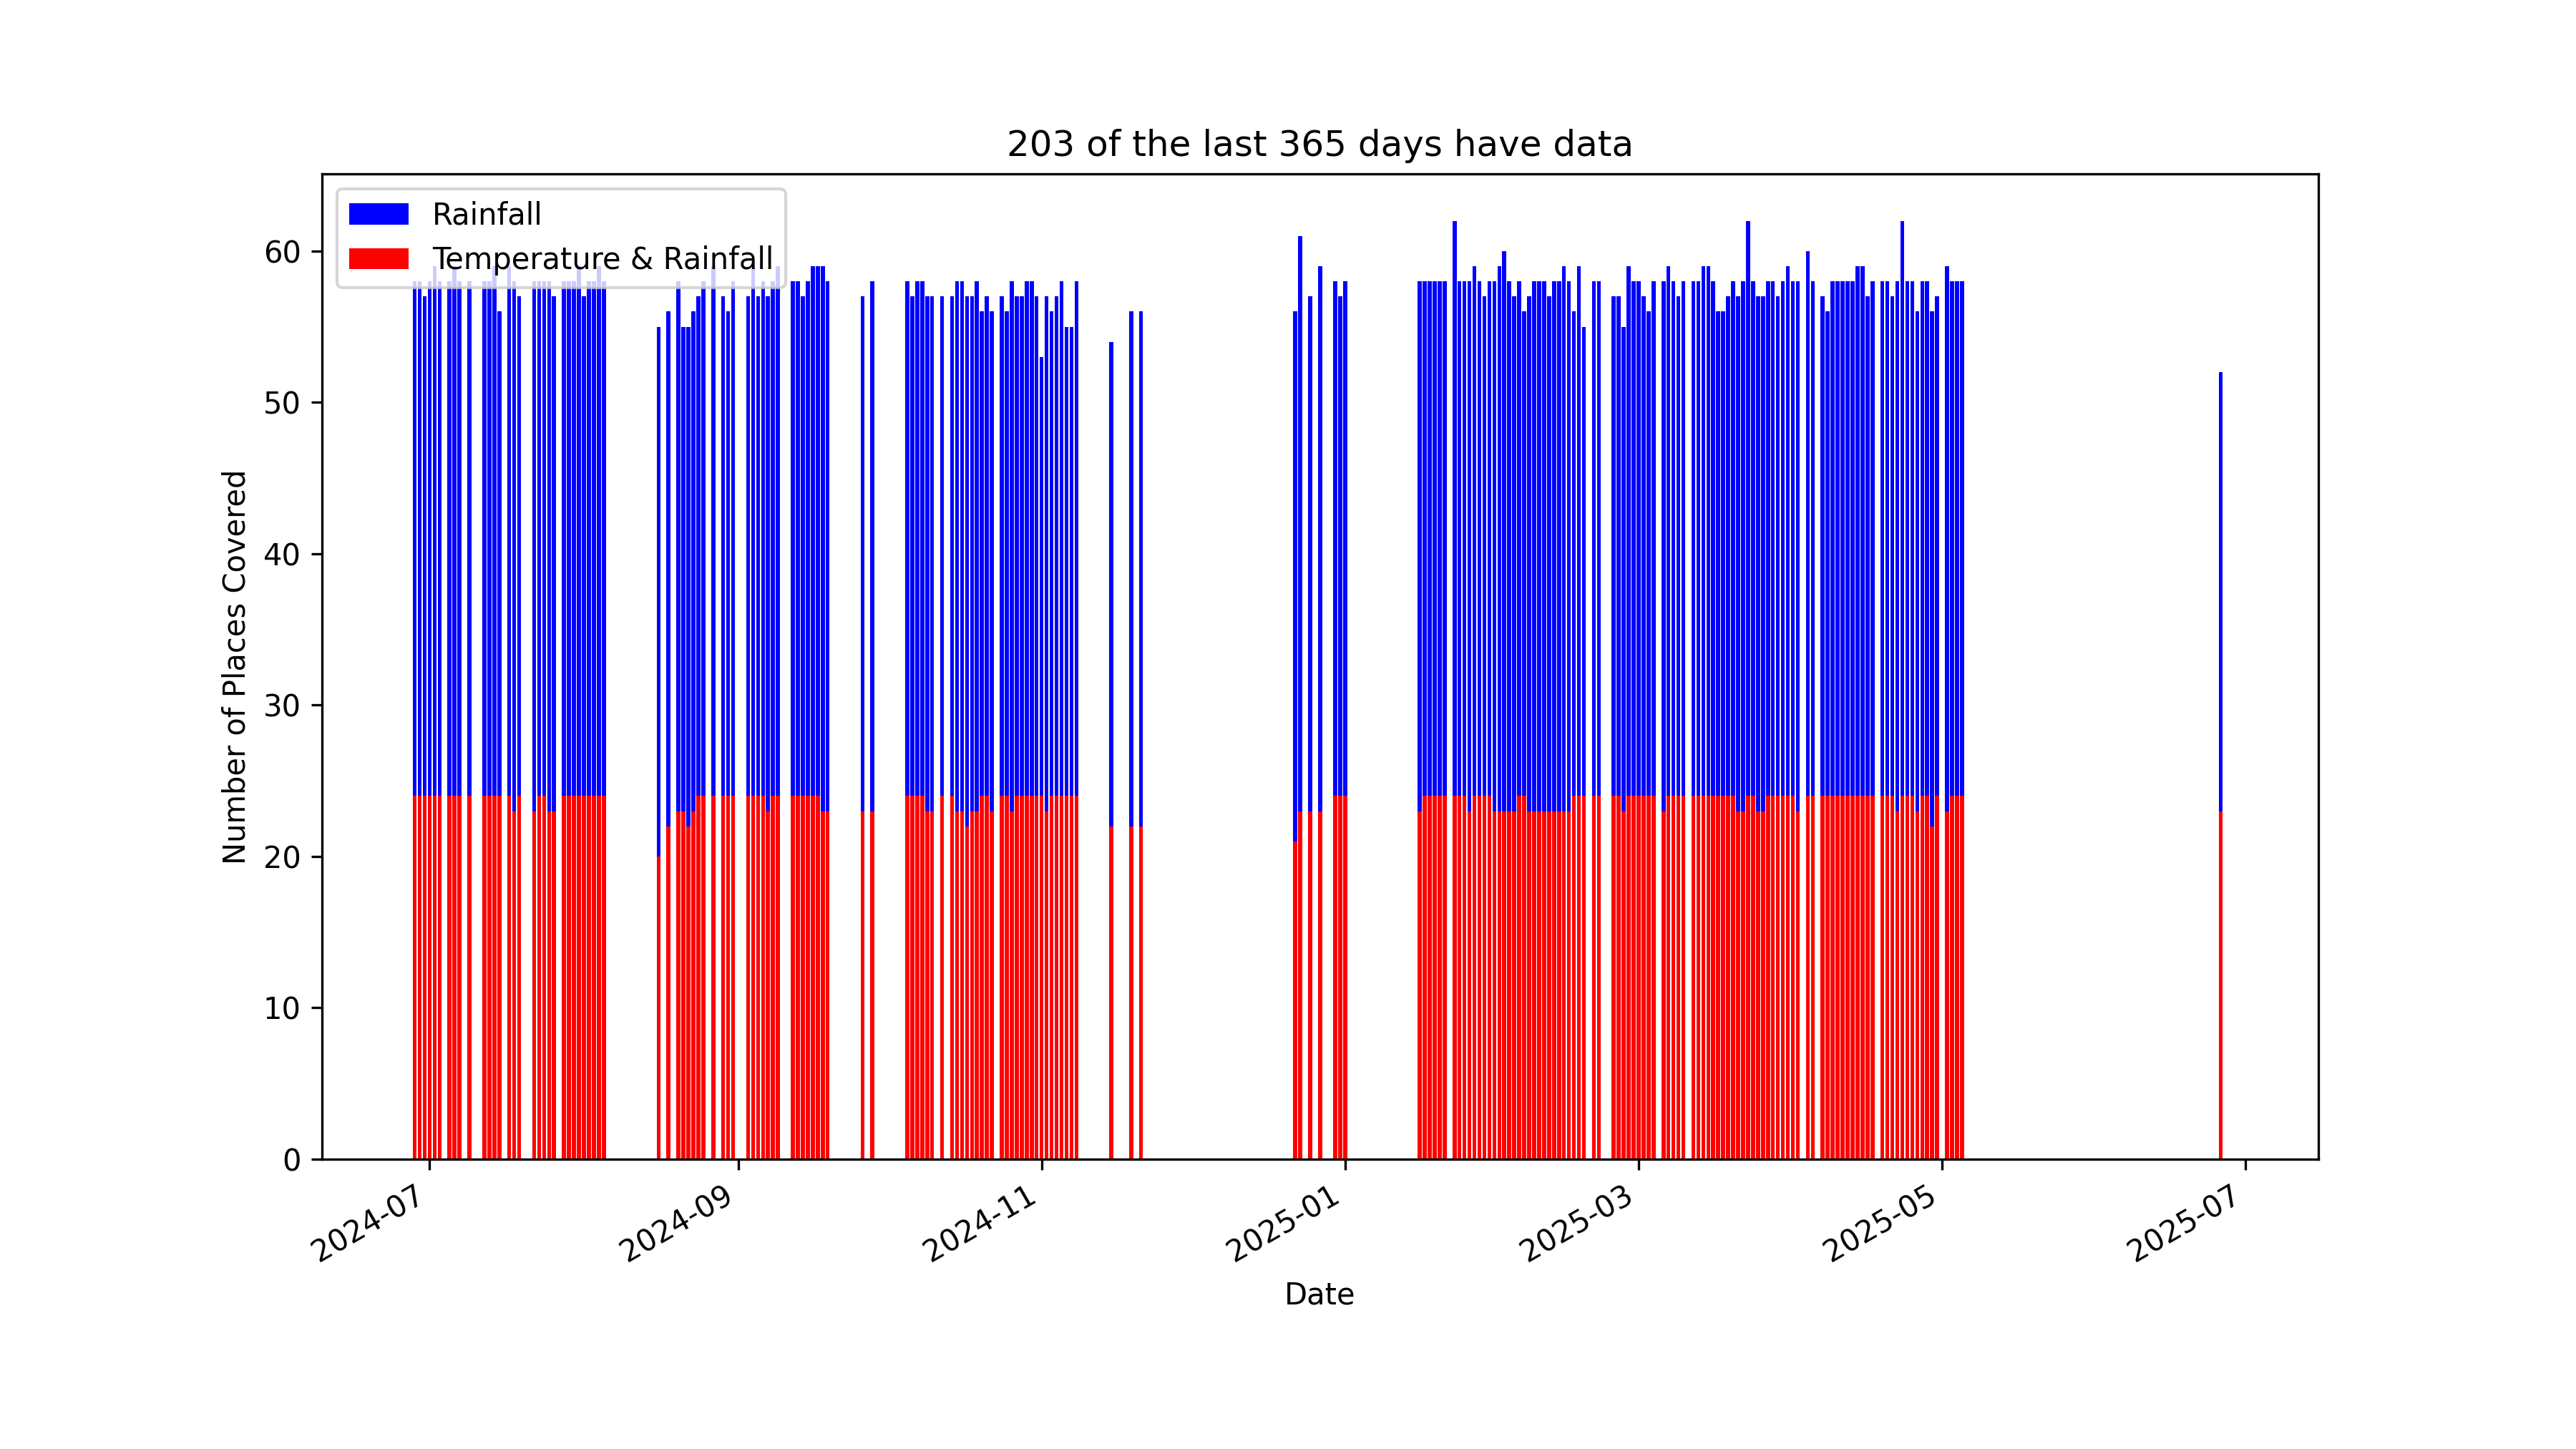 203 of the last 365 days have data
Rainfall
Temperature & Rainfall
Number of Places Covered
60
50
40
30
20
10
0
2024-07
2024-09
2024-11
2025-01
2025-03
2025-05
2025-07
Date